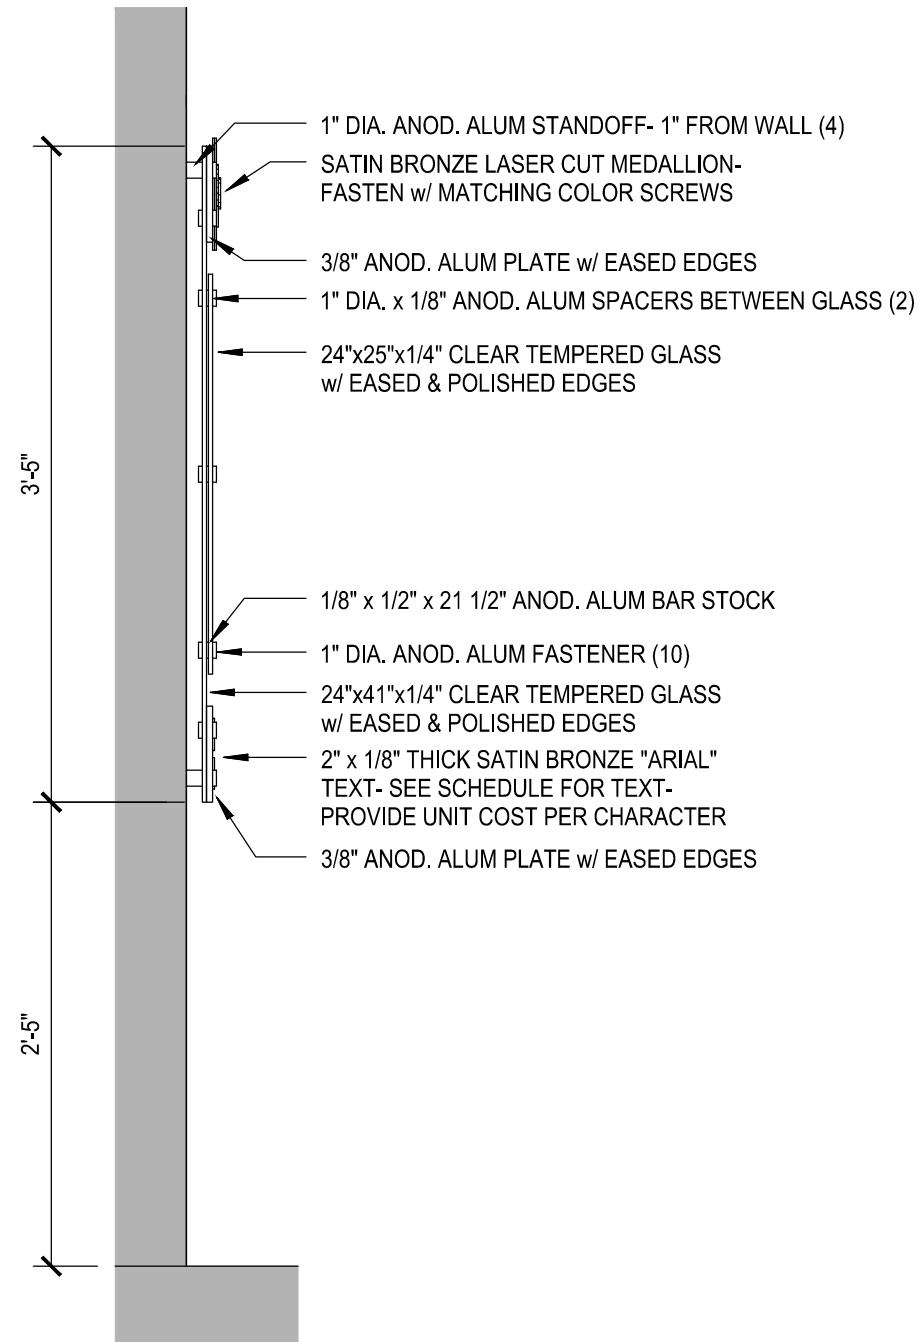 1" DIA. ANOD. ALUM STANDOFF- 1" FROM WALL (4)
SATIN BRONZE LASER CUT MEDALLION-
FASTEN w/ MATCHING COLOR SCREWS
3/8" ANOD. ALUM PLATE w/ EASED EDGES
1" DIA. x 1/8" ANOD. ALUM SPACERS BETWEEN GLASS (2)
24"x25"x1/4" CLEAR TEMPERED GLASS
w/ EASED & POLISHED EDGES
3'-5"
1/8" x 1/2" x 21 1/2" ANOD. ALUM BAR STOCK
1" DIA. ANOD. ALUM FASTENER (10)
24"x41"x1/4" CLEAR TEMPERED GLASS
w/ EASED & POLISHED EDGES
2" x 1/8" THICK SATIN BRONZE "ARIAL"
TEXT- SEE SCHEDULE FOR TEXT-
PROVIDE UNIT COST PER CHARACTER
3/8" ANOD. ALUM PLATE w/ EASED EDGES
2'-5"